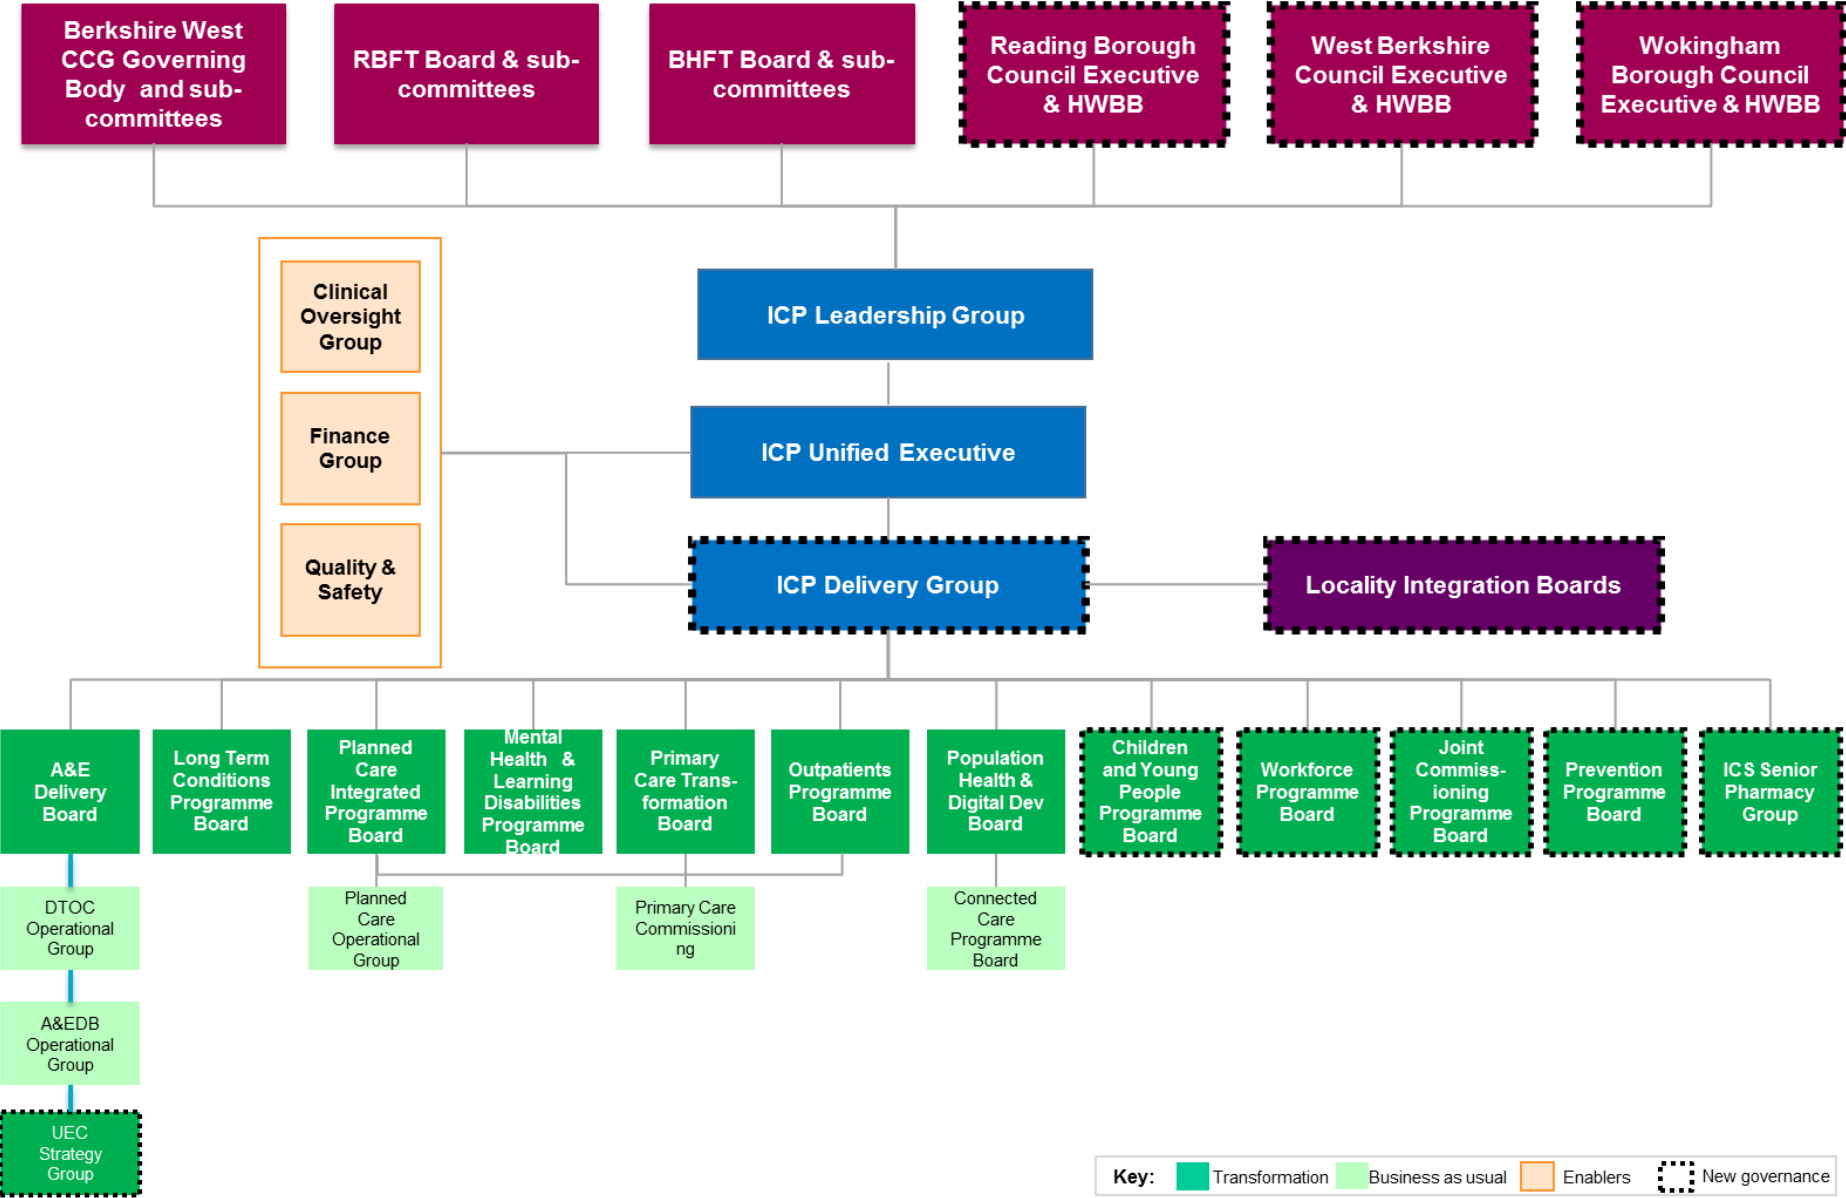 Berkshire West
CCG Governing
Body and sub-
committees
RBFT Board & sub-
committees
BHFT Board & sub-
committees
Reading Borough
Council Executive
& HWBB
West Berkshire
Council Executive
& HWBB
Wokingham
Borough Council
Executive & HWBB
Clinical
Oversight
Group
Finance
Group
Quality &
Safety
ICP Leadership Group
ICP Unified Executive
ICP Delivery Group
Locality Integration Boards
A&E
Delivery
Board
Long Term
Conditions
Programme
Board
Planned
Care
Integrated
Programme
Board
Mental
Health &
Learning
Disabilities
Programme
Board
Primary
Care Trans-
formation
Board
Outpatients
Programme
Board
Population
Health &
Digital Dev
Board
Children
and Young
People
Programme
Board
Workforce
Programme
Board
Joint
Commiss-
ioning
Programme
Board
Prevention
Programme
Board
ICS Senior
Pharmacy
Group
DTOC
Operational
Group
Planned
Care
Operational
Group
Primary Care
Commissioni
ng
Connected
Care
Programme
Board
A&EDB
Operational
Group
UEC
Strategy
Group
Key: Transformation Business as usual Enablers New governance